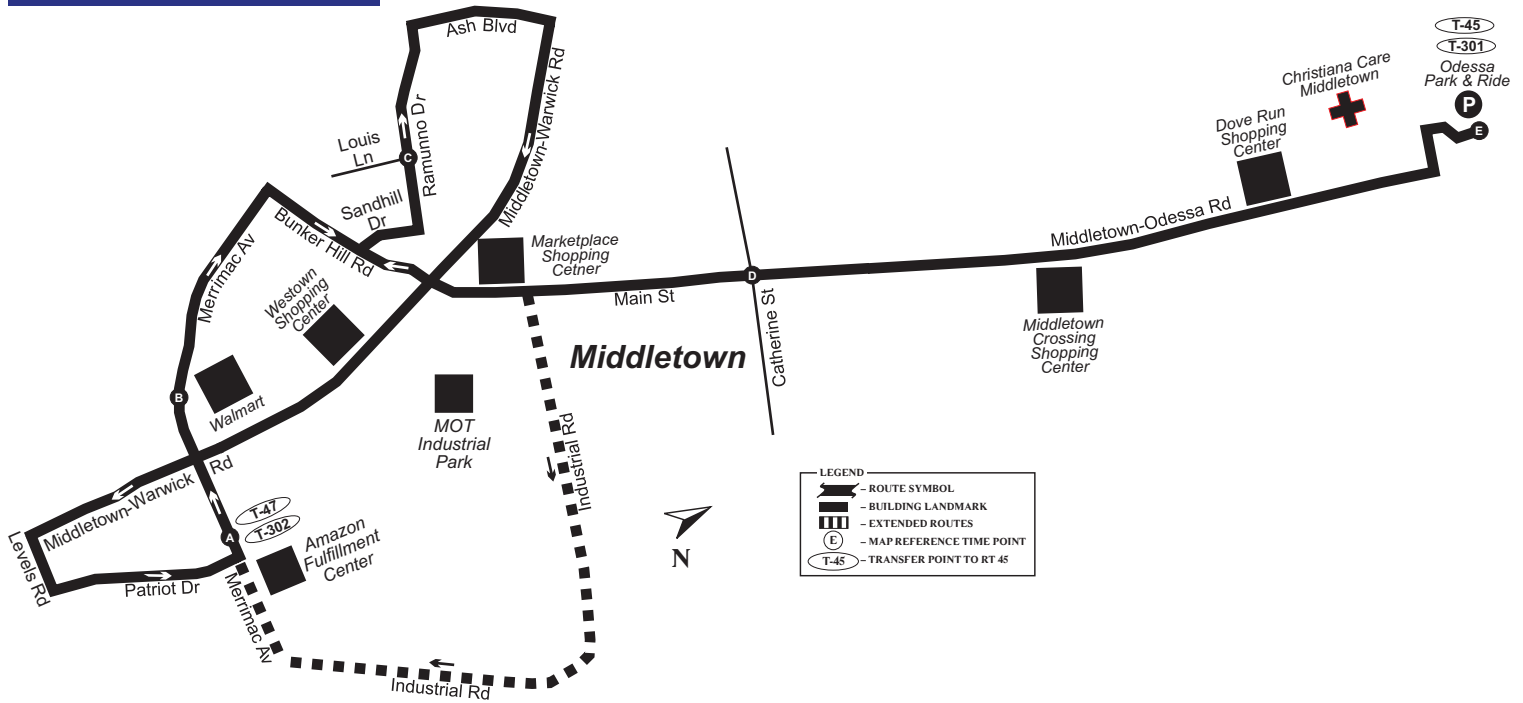 T-45
T-301
Odessa
Park & Ride
P
E
Christiana Care
Middletown
Dove Run
Shopping
Center
Middletown-Odessa Rd
Middletown
Crossing
Shopping
Center
Ash Blvd
Middletown-Warwick Rd
Ramunno Dr
Louis
Ln
C
Sandhill
Dr
Bunker Hill Rd
Merrimac Av
Westown
Shopping
Center
Marketplace
Shopping
Cetner
Main St
D
Catherine St
Middletown
B
Walmart
MOT
Industrial
Park
Industrial Rd
Middletown-Warwick Rd
Levels Rd
Patriot Dr
A
T-47
T-302
Amazon
Fulfillment
Center
Merrimac Av
Industrial Rd
N
LEGEND
– ROUTE SYMBOL
– BUILDING LANDMARK
– EXTENDED ROUTES
E – MAP REFERENCE TIME POINT
T-45 – TRANSFER POINT TO RT 45